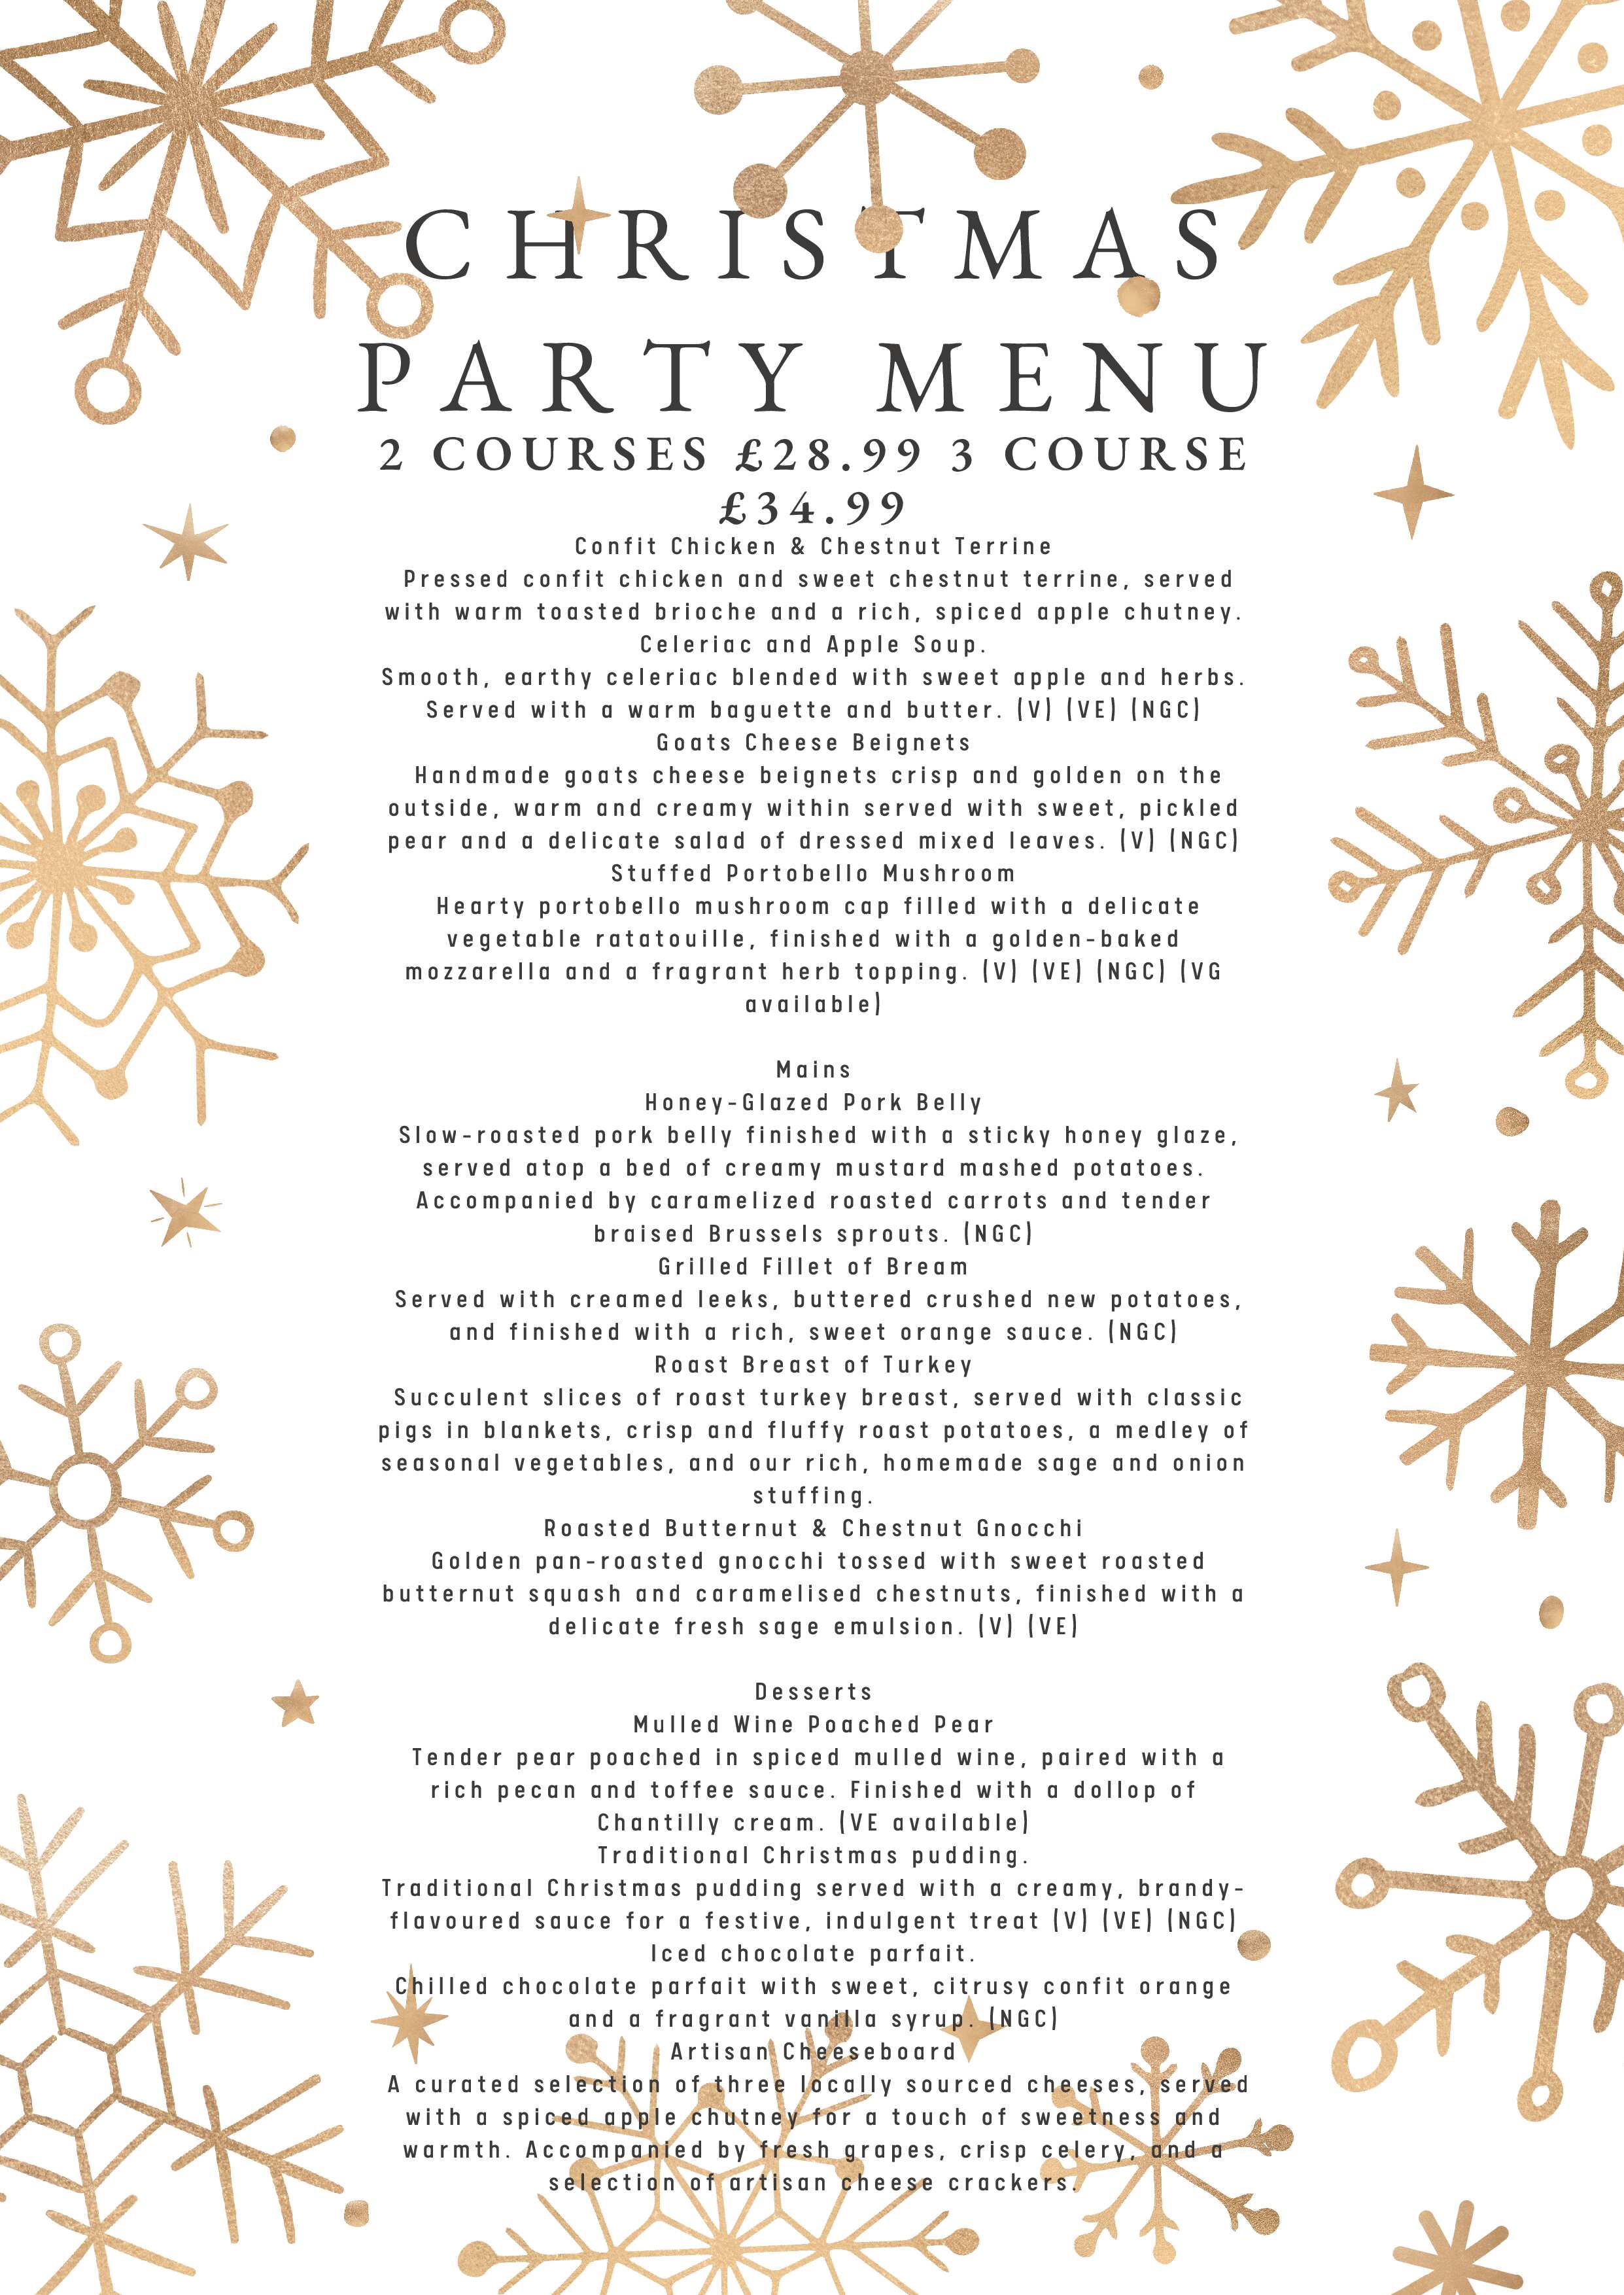 CHRISTMAS
PARTY MENU
2 COURSES £28.99 3 COURSE
£34.99
Confit Chicken & Chestnut Terrine
Pressed confit chicken and sweet chestnut terrine, served
with warm toasted brioche and a rich, spiced apple chutney.
Celeriac and Apple Soup.
Smooth, earthy celeriac blended with sweet apple and herbs.
Served with a warm baguette and butter. (V) (VE) (NGC)
Goats Cheese Beignets
Handmade goats cheese beignets crisp and golden on the
outside, warm and creamy within served with sweet, pickled
pear and a delicate salad of dressed mixed leaves. (V) (NGC)
Stuffed Portobello Mushroom
Hearty portobello mushroom cap filled with a delicate
vegetable ratatouille, finished with a golden-baked
mozzarella and a fragrant herb topping. (V) (VE) (NGC) (VG
available)
Mains
Honey-Glazed Pork Belly
Slow-roasted pork belly finished with a sticky honey glaze,
served atop a bed of creamy mustard mashed potatoes.
Accompanied by caramelized roasted carrots and tender
braised Brussels sprouts. (NGC)
Grilled Fillet of Bream
Served with creamed leeks, buttered crushed new potatoes,
and finished with a rich, sweet orange sauce. (NGC)
Roast Breast of Turkey
Succulent slices of roast turkey breast, served with classic
pigs in blankets, crisp and fluffy roast potatoes, a medley of
seasonal vegetables, and our rich, homemade sage and onion
stuffing.
Roasted Butternut & Chestnut Gnocchi
Golden pan-roasted gnocchi tossed with sweet roasted
butternut squash and caramelised chestnuts, finished with a
delicate fresh sage emulsion. (V) (VE)
Desserts
Mulled Wine Poached Pear
Tender pear poached in spiced mulled wine, paired with a
rich pecan and toffee sauce. Finished with a dollop of
Chantilly cream. (VE available)
Traditional Christmas pudding.
Traditional Christmas pudding served with a creamy, brandy-
flavoured sauce for a festive, indulgent treat (V) (VE) (NGC)
Iced chocolate parfait.
Chilled chocolate parfait with sweet, citrusy confit orange
and a fragrant vanilla syrup. (NGC)
Artisan Cheeseboard
A curated selection of three locally sourced cheeses, served
with a spiced apple chutney for a touch of sweetness and
warmth. Accompanied by fresh grapes, crisp celery, and a
selection of artisan cheese crackers.